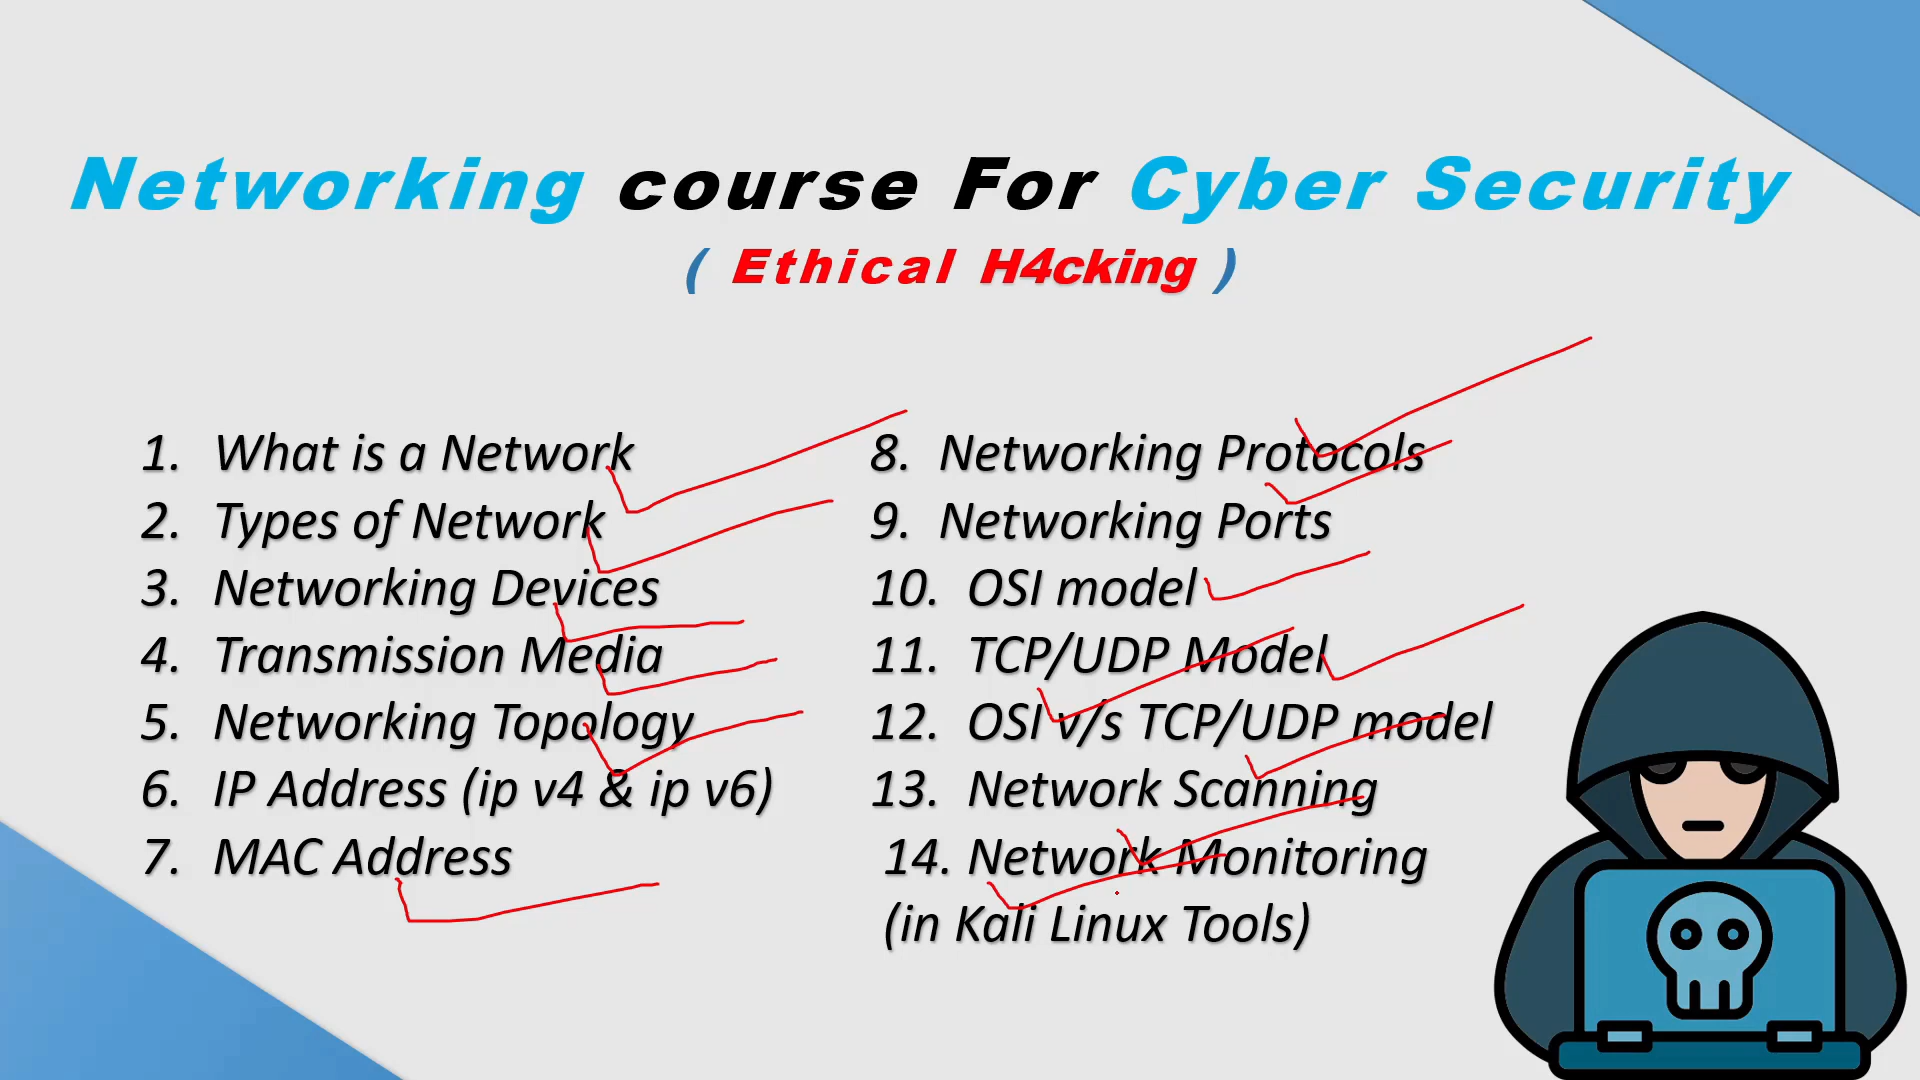 Networking course For Cyber Security
( Ethical H4cking )
1. What is a Network
2. Types of Network
3. Networking Devices
4. Transmission Media
5. Networking Topology
6. IP Address (ip v4 & ip v6)
7. MAC Address
8. Networking Protocols
9. Networking Ports
10. OSI model
11. TCP/UDP Model
12. OSI v/s TCP/UDP model
13. Network Scanning
14. Network Monitoring
(in Kali Linux Tools)